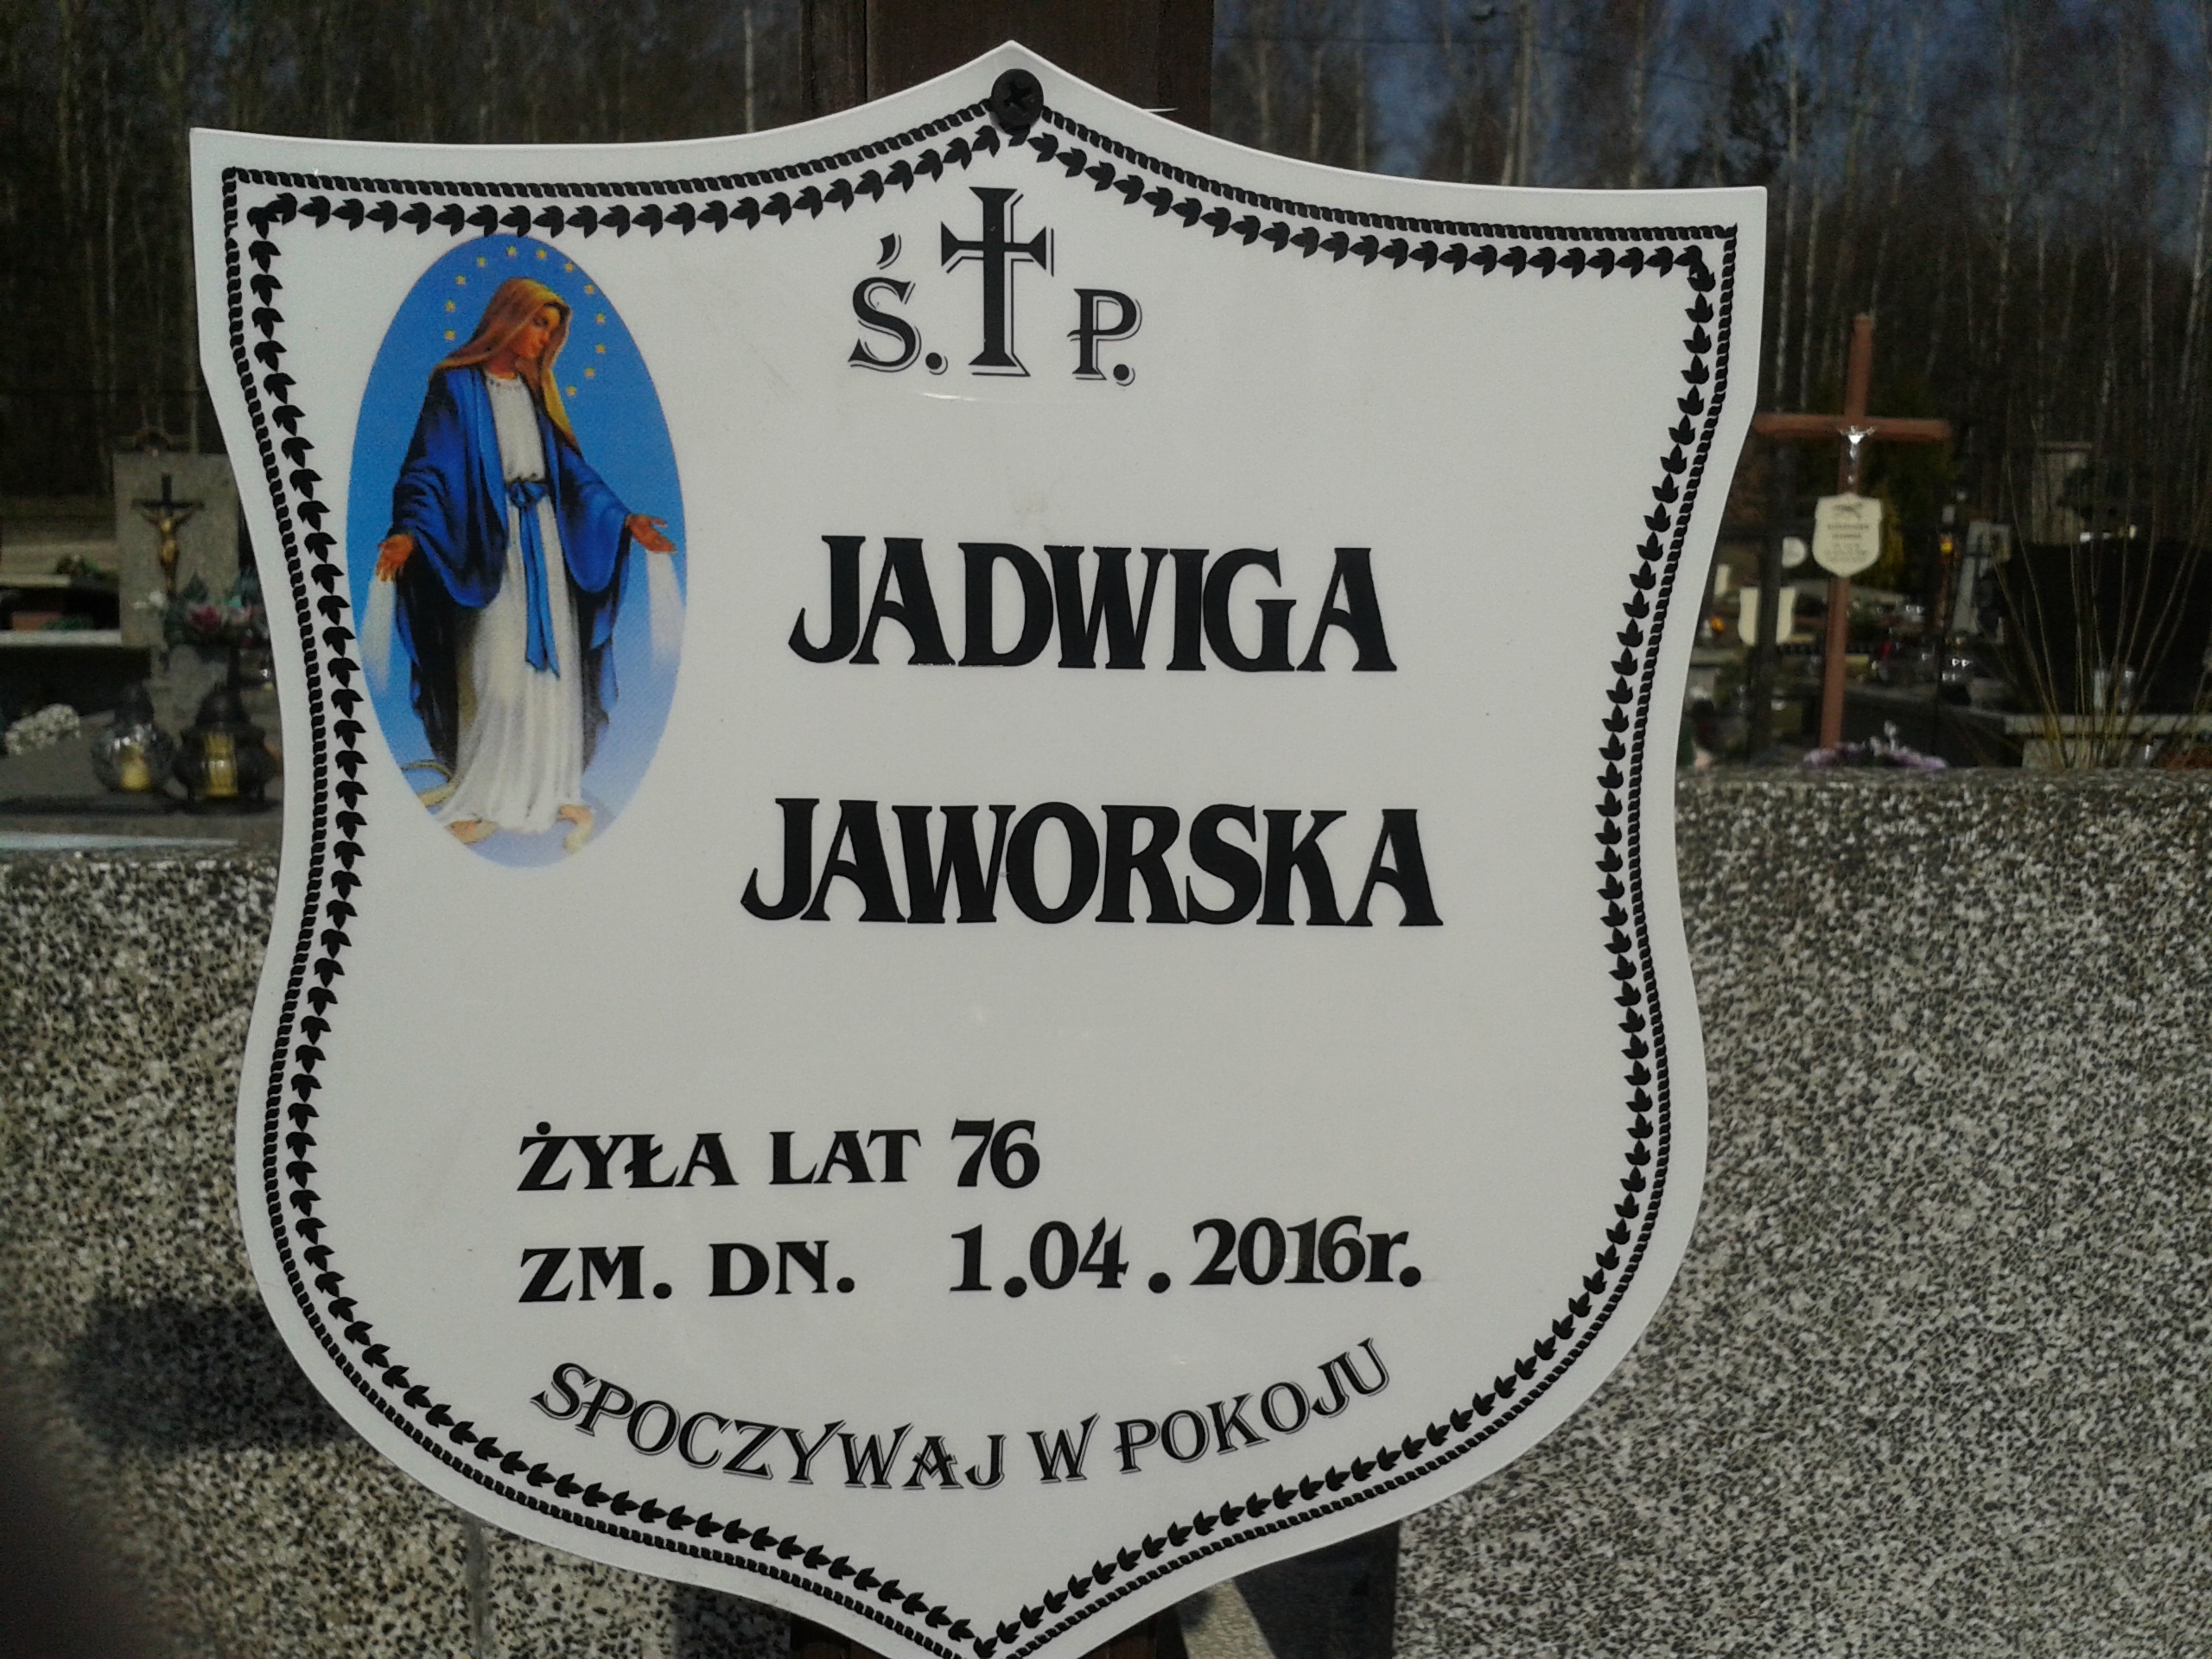 Ś. P.
JADWIGA
JAWORSKA
ŻYŁA LAT 76
ZM. DN. 1.04.2016r.
SPOCZYWAJ W POKOJU